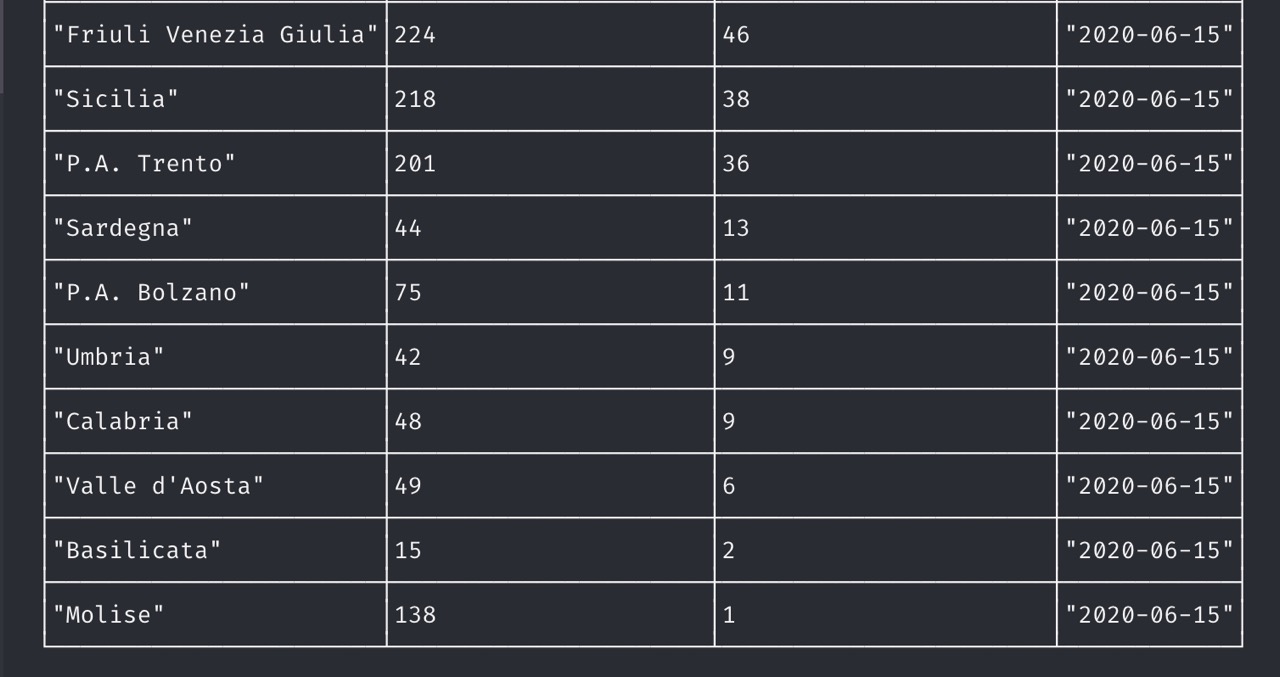 "Friuli Venezia Giulia" 224 46 "2020-06-15"
"Sicilia" 218 38 "2020-06-15"
"P.A. Trento" 201 36 "2020-06-15"
"Sardegna" 44 13 "2020-06-15"
"P.A. Bolzano" 75 11 "2020-06-15"
"Umbria" 42 9 "2020-06-15"
"Calabria" 48 9 "2020-06-15"
"Valle d'Aosta" 49 6 "2020-06-15"
"Basilicata" 15 2 "2020-06-15"
"Molise" 138 1 "2020-06-15"